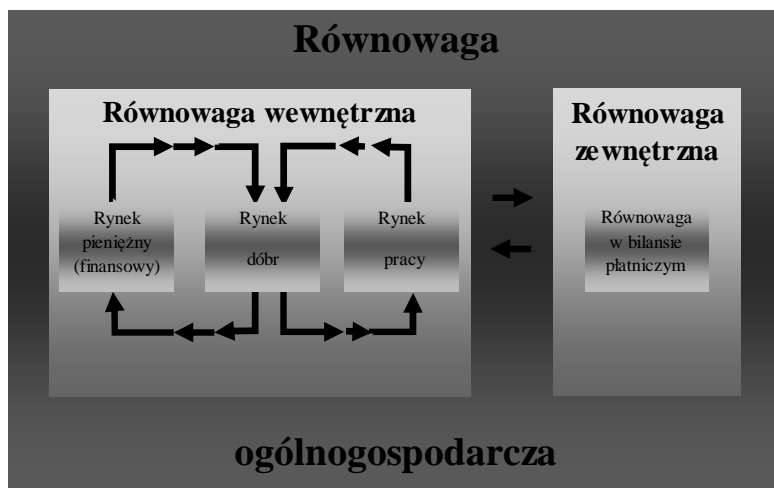 Równowaga
Równowaga wewnętrzna
Rynek
pieniężny
(finansowy)
Rynek
dóbr
Rynek
pracy
Równowaga
zewnętrzna
Równowaga
w bilansie
płatniczym
ogólnogospodarcza